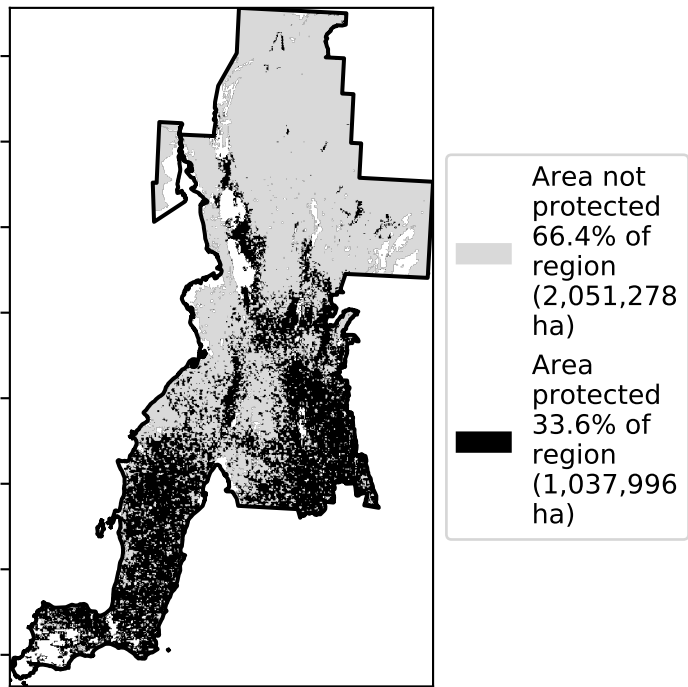 Area not
protected
66.4% of
region
(2,051,278
ha)
Area
protected
33.6% of
region
(1,037,996
ha)